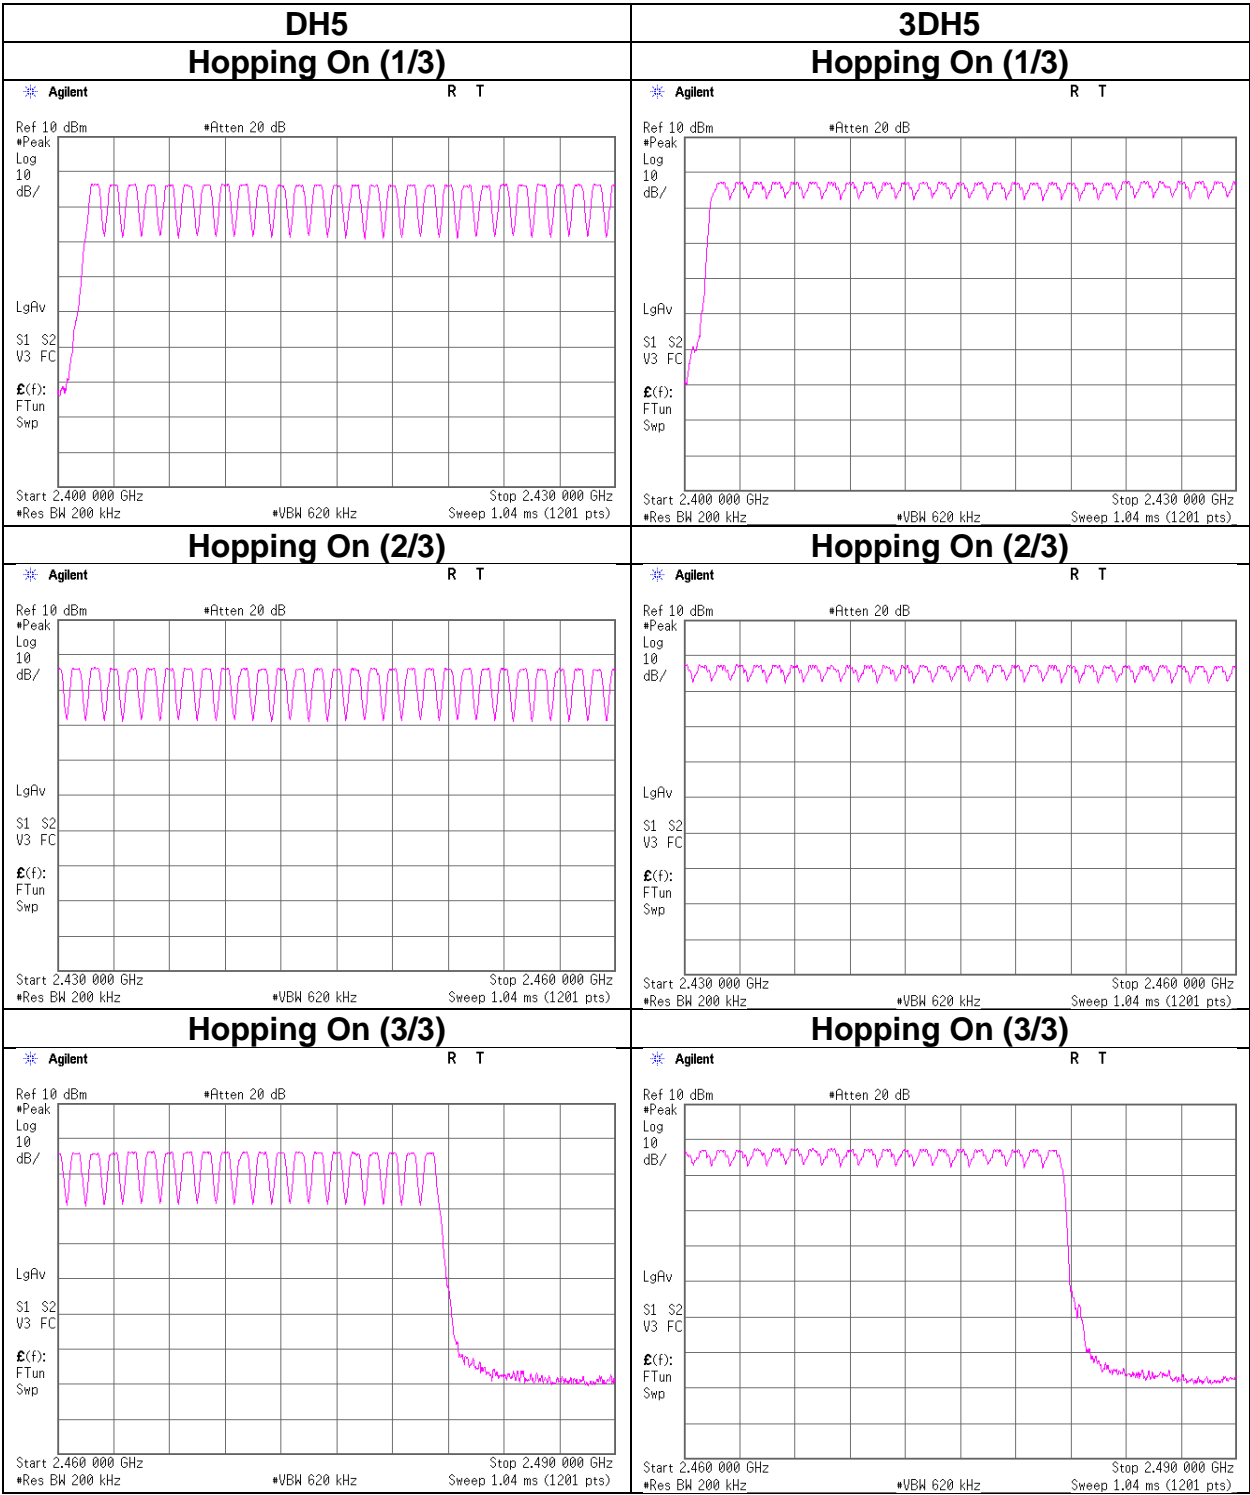 DH5 3DH5
Hopping On (1/3) Hopping On (1/3)
Agilent R T
Ref 10 dBm #Atten 20 dB
#Peak
Log
10
dB/
LgAv
S1 S2
V3 FC
£(f):
FTun
Swp
Start 2.400 000 GHz Stop 2.430 000 GHz
#Res BW 200 kHz #VBW 620 kHz Sweep 1.04 ms (1201 pts)
Agilent R T
Ref 10 dBm #Atten 20 dB
#Peak
Log
10
dB/
LgAv
S1 S2
V3 FC
£(f):
FTun
Swp
Start 2.400 000 GHz Stop 2.430 000 GHz
#Res BW 200 kHz #VBW 620 kHz Sweep 1.04 ms (1201 pts)
Hopping On (2/3) Hopping On (2/3)
Agilent R T
Ref 10 dBm #Atten 20 dB
#Peak
Log
10
dB/
LgAv
S1 S2
V3 FC
£(f):
FTun
Swp
Start 2.430 000 GHz Stop 2.460 000 GHz
#Res BW 200 kHz #VBW 620 kHz Sweep 1.04 ms (1201 pts)
Agilent R T
Ref 10 dBm #Atten 20 dB
#Peak
Log
10
dB/
LgAv
S1 S2
V3 FC
£(f):
FTun
Swp
Start 2.430 000 GHz Stop 2.460 000 GHz
#Res BW 200 kHz #VBW 620 kHz Sweep 1.04 ms (1201 pts)
Hopping On (3/3) Hopping On (3/3)
Agilent R T
Ref 10 dBm #Atten 20 dB
#Peak
Log
10
dB/
LgAv
S1 S2
V3 FC
£(f):
FTun
Swp
Start 2.460 000 GHz Stop 2.490 000 GHz
#Res BW 200 kHz #VBW 620 kHz Sweep 1.04 ms (1201 pts)
Agilent R T
Ref 10 dBm #Atten 20 dB
#Peak
Log
10
dB/
LgAv
S1 S2
V3 FC
£(f):
FTun
Swp
Start 2.460 000 GHz Stop 2.490 000 GHz
#Res BW 200 kHz #VBW 620 kHz Sweep 1.04 ms (1201 pts)